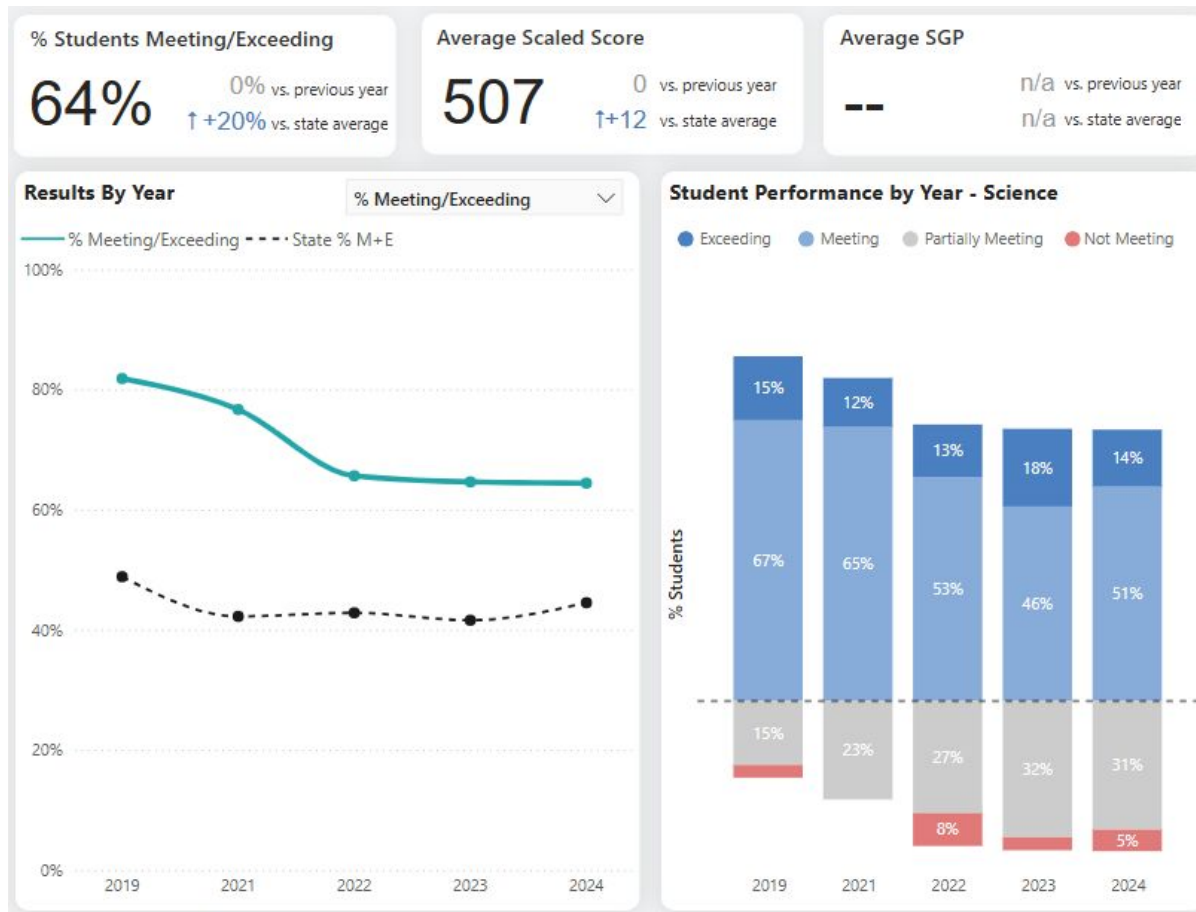 % Students Meeting/Exceeding
64%
0% vs. previous year
↑ +20% vs. state average
Average Scaled Score
507
0 vs. previous year
↑+12 vs. state average
Average SGP
--
n/a vs. previous year
n/a vs. state average
Results By Year
% Meeting/Exceeding
% Meeting/Exceeding State % M+E
100%
80%
60%
40%
20%
0%
2019 2021 2022 2023 2024
Student Performance by Year - Science
Exceeding Meeting Partially Meeting Not Meeting
% Students
15% 12% 13% 18% 14%
67% 65% 53% 46% 51%
15% 23% 27% 32% 31%
8% 5%
2019 2021 2022 2023 2024